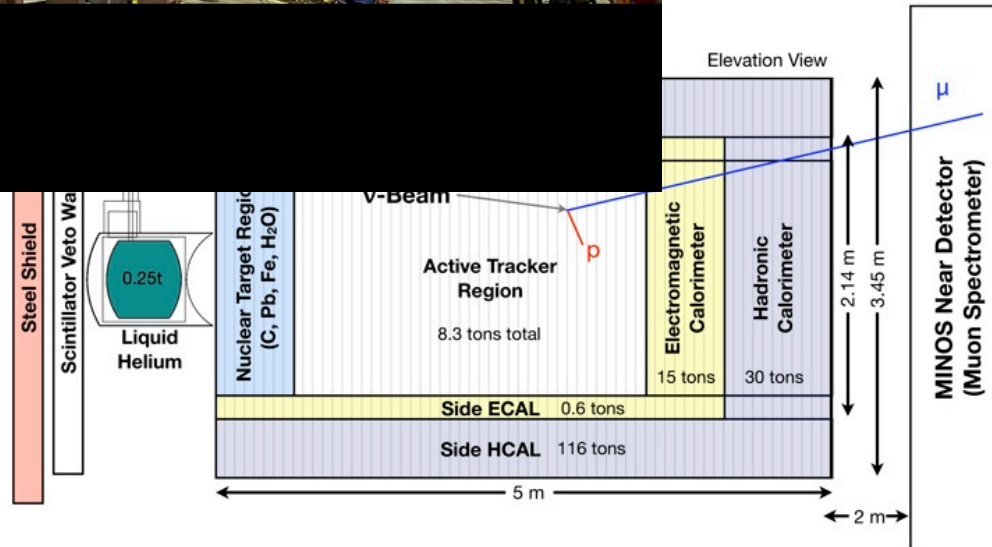 Elevation View
μ
ν-Beam
p
Steel Shield
Scintillator Veto
0.25t
Liquid
Helium
Nuclear Target
(C, Pb, Fe, H₂O)
Active Tracker
Region
8.3 tons total
Electromagnetic
Calorimeter
15 tons
Hadronic
Calorimeter
30 tons
2.14 m
3.45 m
MINOS Near Detector
(Muon Spectrometer)
Side ECAL 0.6 tons
Side HCAL 116 tons
5 m
2 m